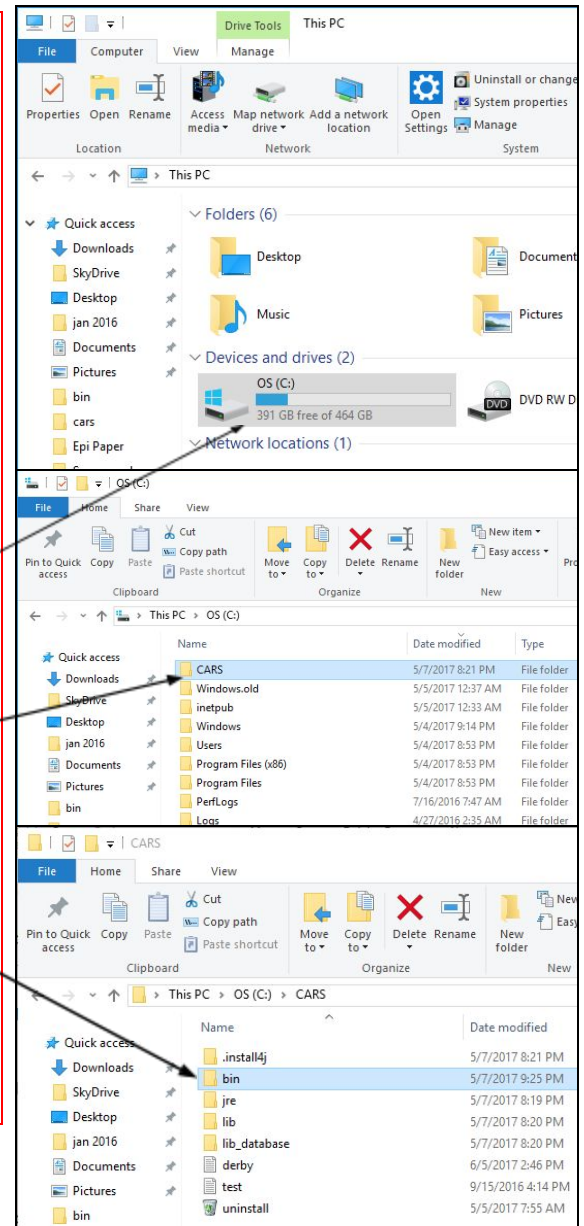 Drive Tools This PC
File Computer View Manage
Properties Open Rename Access media Map network drive Add a network location Open Settings Uninstall or change
System properties
Manage
Location Network System
This PC
Quick access
Downloads
SkyDrive
Desktop
jan 2016
Documents
Pictures
bin
cars
Epi Paper
Folders (6)
Desktop Document
Music Pictures
Devices and drives (2)
OS (C:)
391 GB free of 464 GB
DVD DVD RW D
Network locations (1)
OS (C:)
File Home Share View
Pin to Quick access Copy Paste Cut
Copy path
Paste shortcut
Move to Copy to Delete Rename New folder New item
Easy access
Clipboard Organize New
This PC > OS (C:)
Quick access
Downloads
SkyDrive
Desktop
jan 2016
Documents
Pictures
bin
Name Date modified Type
CARS 5/7/2017 8:21 PM File folder
Windows.old 5/5/2017 12:37 AM File folder
inetpub 5/5/2017 12:33 AM File folder
Windows 5/4/2017 9:14 PM File folder
Users 5/4/2017 8:53 PM File folder
Program Files (x86) 5/4/2017 8:53 PM File folder
Program Files 5/4/2017 8:53 PM File folder
PerfLogs 7/16/2016 7:47 AM File folder
Logs 4/27/2016 2:35 AM File folder
CARS
File Home Share View
Pin to Quick access Copy Paste Cut
Copy path
Paste shortcut
Move to Copy to Delete Rename New folder New
Easy
Clipboard Organize New
This PC > OS (C:) > CARS
Quick access
Downloads
SkyDrive
Desktop
jan 2016
Documents
Pictures
bin
Name Date modified
.install4j 5/7/2017 8:21 PM
bin 5/7/2017 9:25 PM
jre 5/7/2017 8:19 PM
lib 5/7/2017 8:20 PM
lib_database 5/7/2017 8:20 PM
derby 6/5/2017 2:46 PM
test 9/15/2016 4:14 PM
uninstall 5/5/2017 7:55 AM